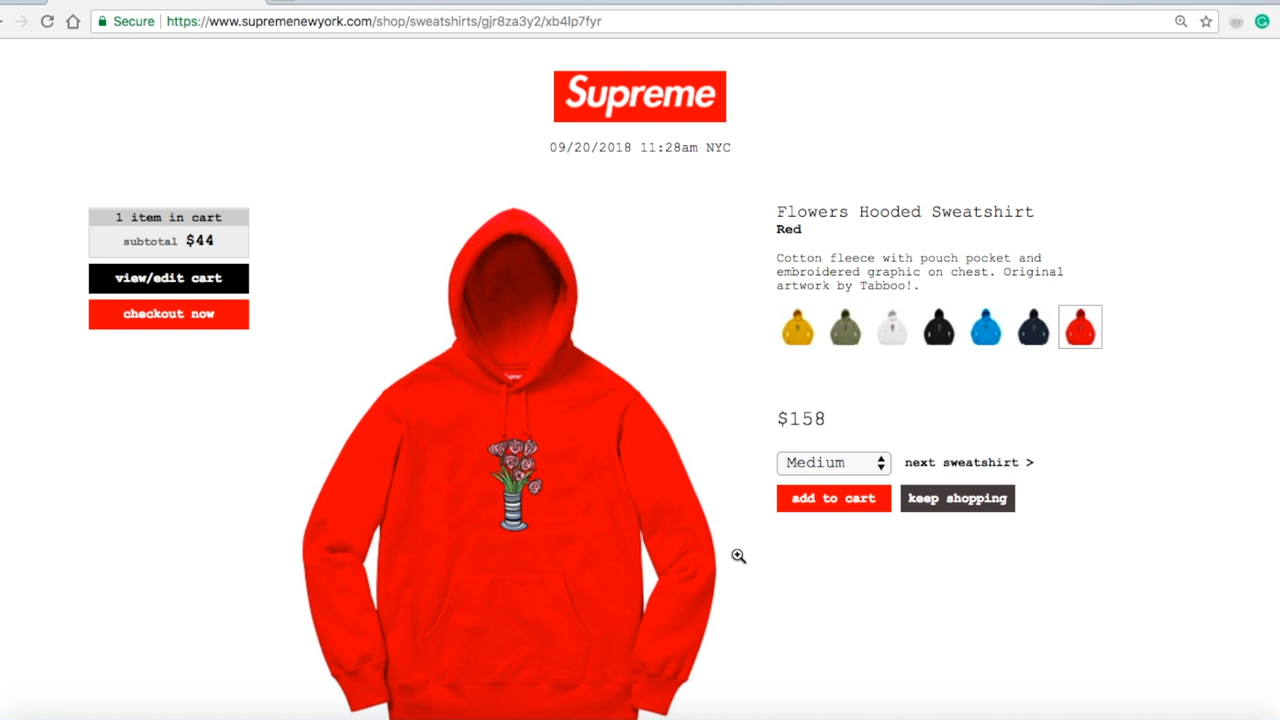 Secure
https://www.supremenewyork.com/shop/sweatshirts/gjr8za3y2/xb4lp7fyr
Supreme
09/20/2018 11:28am NYC
1 item in cart
subtotal $44
view/edit cart
checkout now
Supreme
Flowers Hooded Sweatshirt
Red
Cotton fleece with pouch pocket and
embroidered graphic on chest. Original
artwork by Tabboo!.
$158
Medium
next sweatshirt >
add to cart
keep shopping